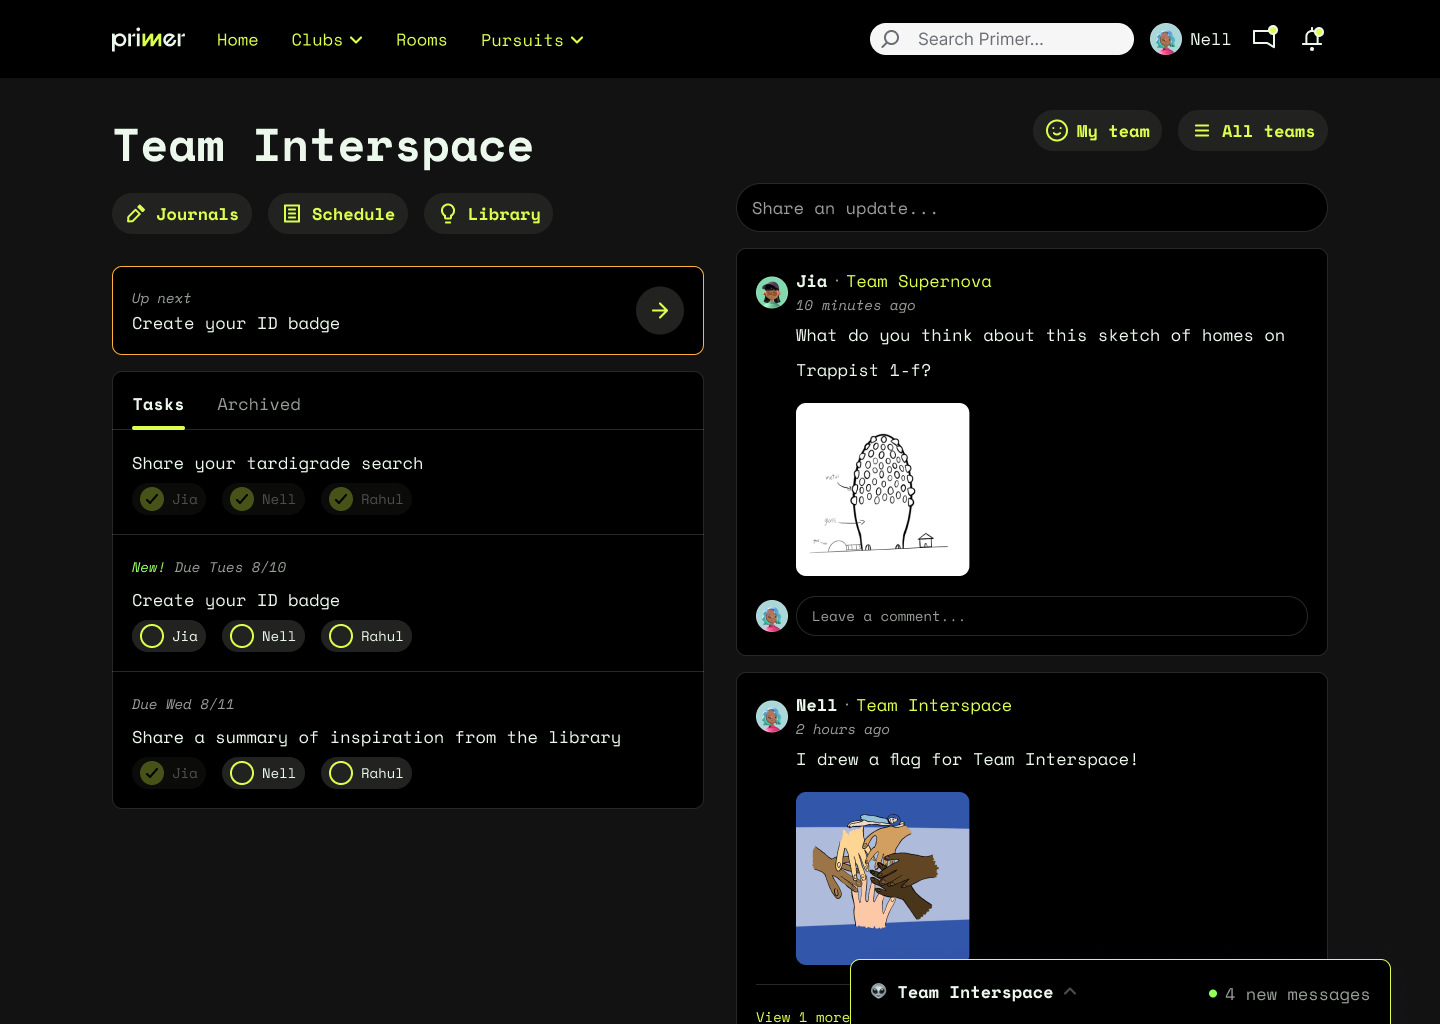 primer
Home
Clubs
Rooms
Pursuits
Search Primer...
Nell
Team Interspace
My team
All teams
Journals
Schedule
Library
Up next
Create your ID badge
Tasks
Archived
Share your tardigrade search
Jia
Nell
Rahul
New! Due Tues 8/10
Create your ID badge
Jia
Nell
Rahul
Due Wed 8/11
Share a summary of inspiration from the library
Jia
Nell
Rahul
Share an update...
Jia · Team Supernova
10 minutes ago
What do you think about this sketch of homes on
Trappist 1-f?
Leave a comment...
Nell · Team Interspace
2 hours ago
I drew a flag for Team Interspace!
View 1 more
Team Interspace
4 new messages